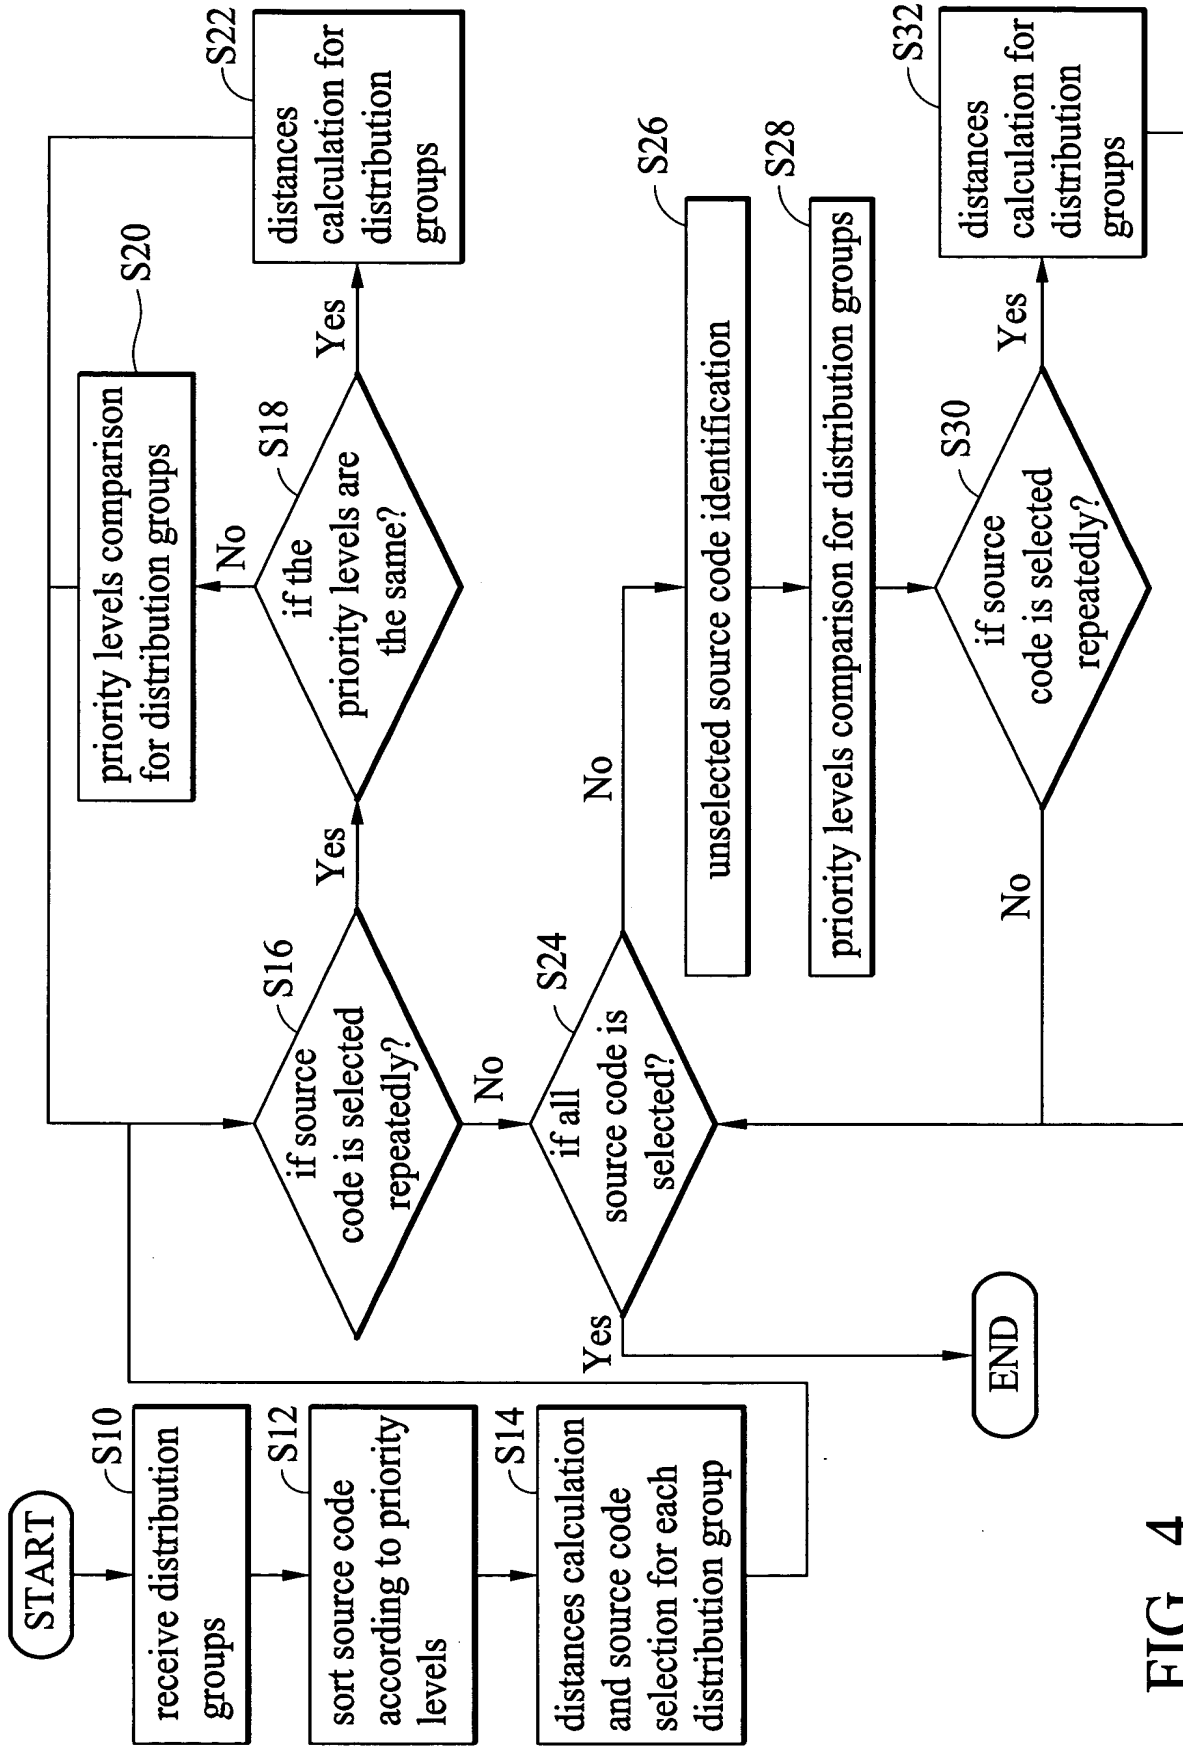 START
S10
receive distribution
groups
S12
sort source code
according to priority
levels
S14
distances calculation
and source code
selection for each
distribution group
S16
if source
code is selected
repeatedly?
Yes
No
S18
if the
priority levels are
the same?
No
Yes
S20
priority levels comparison
for distribution groups
S22
distances
calculation for
distribution
groups
S24
if all
source code is
selected?
Yes
No
END
S26
unselected source code identification
S28
priority levels comparison for distribution groups
S30
if source
code is selected
repeatedly?
No
Yes
S32
distances
calculation for
distribution
groups
FIG. 4